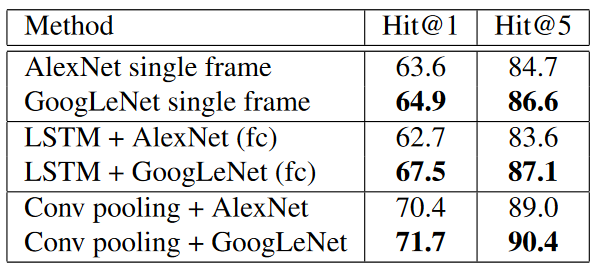 Method Hit@1 Hit@5
AlexNet single frame 63.6 84.7
GoogLeNet single frame 64.9 86.6
LSTM + AlexNet (fc) 62.7 83.6
LSTM + GoogLeNet (fc) 67.5 87.1
Conv pooling + AlexNet 70.4 89.0
Conv pooling + GoogLeNet 71.7 90.4